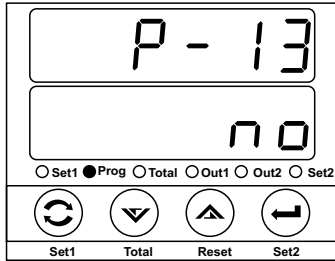 P - 13
no
Set1 Prog Total Out1 Out2 Set2
Set1 Total Reset Set2